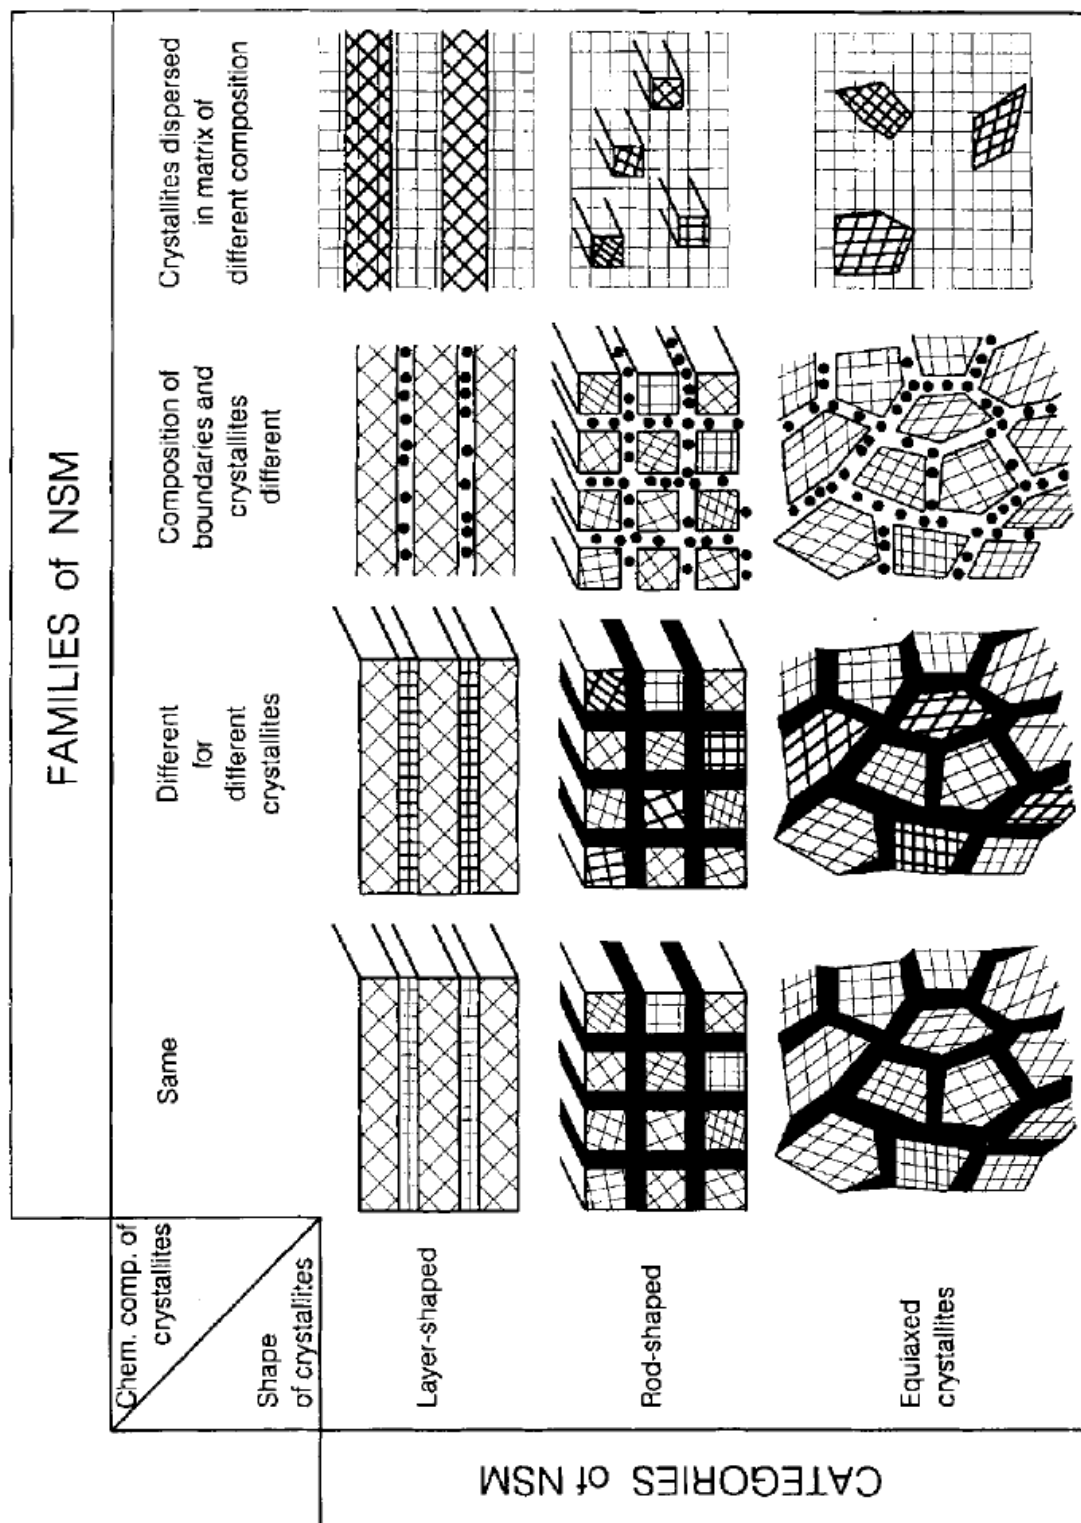 FAMILIES of NSM
Chem. comp. of
crystallites
Shape
of crystallites
Same
Different
for
different
crystallites
Composition of
boundaries and
crystallites
different
Crystallites dispersed
in matrix of
different composition
CATEGORIES of NSM
Layer-shaped
Rod-shaped
Equiaxed
crystallites